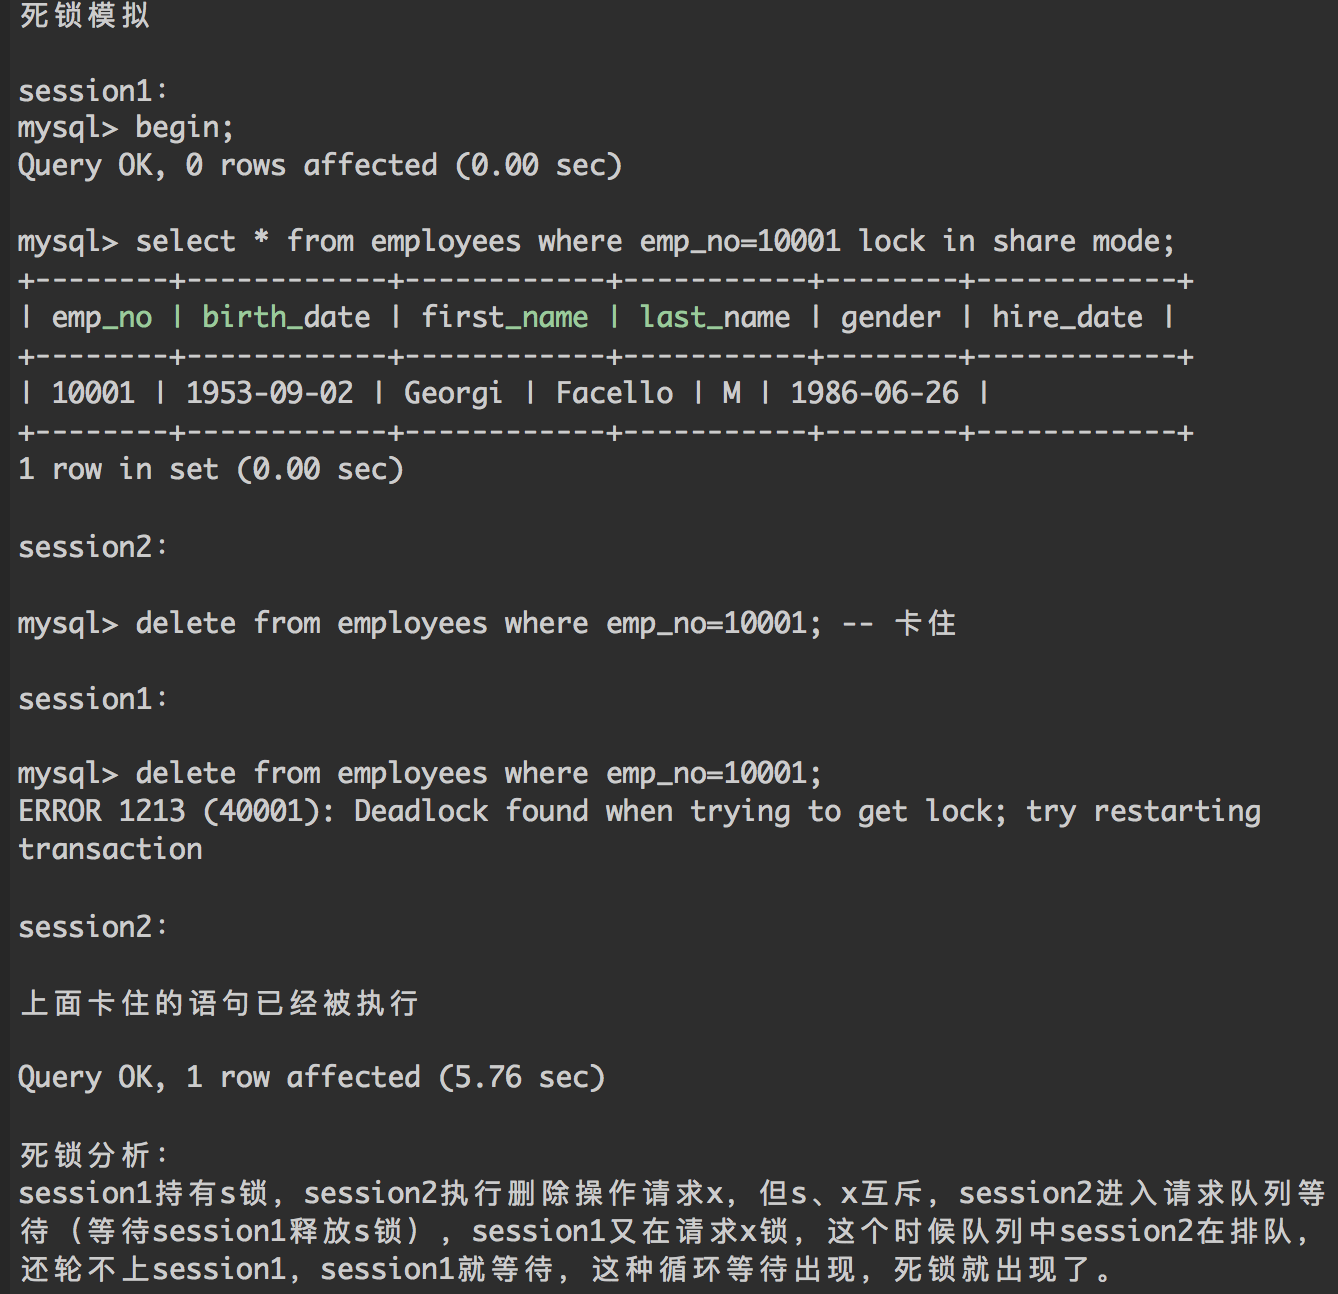 死锁模拟
session1:
mysql> begin;
Query OK, 0 rows affected (0.00 sec)
mysql> select * from employees where emp_no=10001 lock in share mode;
+--------+------------+------------+-----------+--------+------------+
| emp_no | birth_date | first_name | last_name | gender | hire_date |
+--------+------------+------------+-----------+--------+------------+
| 10001 | 1953-09-02 | Georgi | Facello | M | 1986-06-26 |
+--------+------------+------------+-----------+--------+------------+
1 row in set (0.00 sec)
session2:
mysql> delete from employees where emp_no=10001; -- 卡住
session1:
mysql> delete from employees where emp_no=10001;
ERROR 1213 (40001): Deadlock found when trying to get lock; try restarting
transaction
session2:
上面卡住的语句已经被执行
Query OK, 1 row affected (5.76 sec)
死锁分析：
session1持有s锁，session2执行删除操作请求x，但s、x互斥，session2进入请求队列等
待（等待session1释放s锁），session1又在请求x锁，这个时候队列中session2在排队，
还轮不上session1，session1就等待，这种循环等待出现，死锁就出现了。